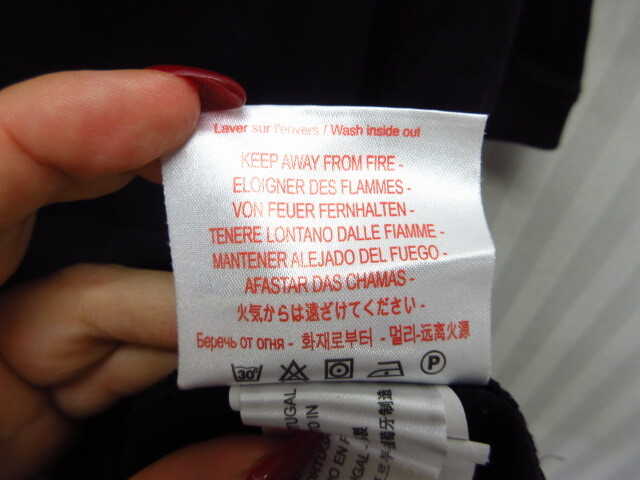 Laver sur l'envers / Wash inside out
KEEP AWAY FROM FIRE -
ELOIGNER DES FLAMMES -
VON FEUER FERNHALTEN -
TENERE LONTANO DALLE FIAMME -
MANTENER ALEJADO DEL FUEGO -
AFASTAR DAS CHAMAS -
火気からは遠ざけてください -
Беречь от огня - 화재로부터 - 멀리-远离火源
30° P